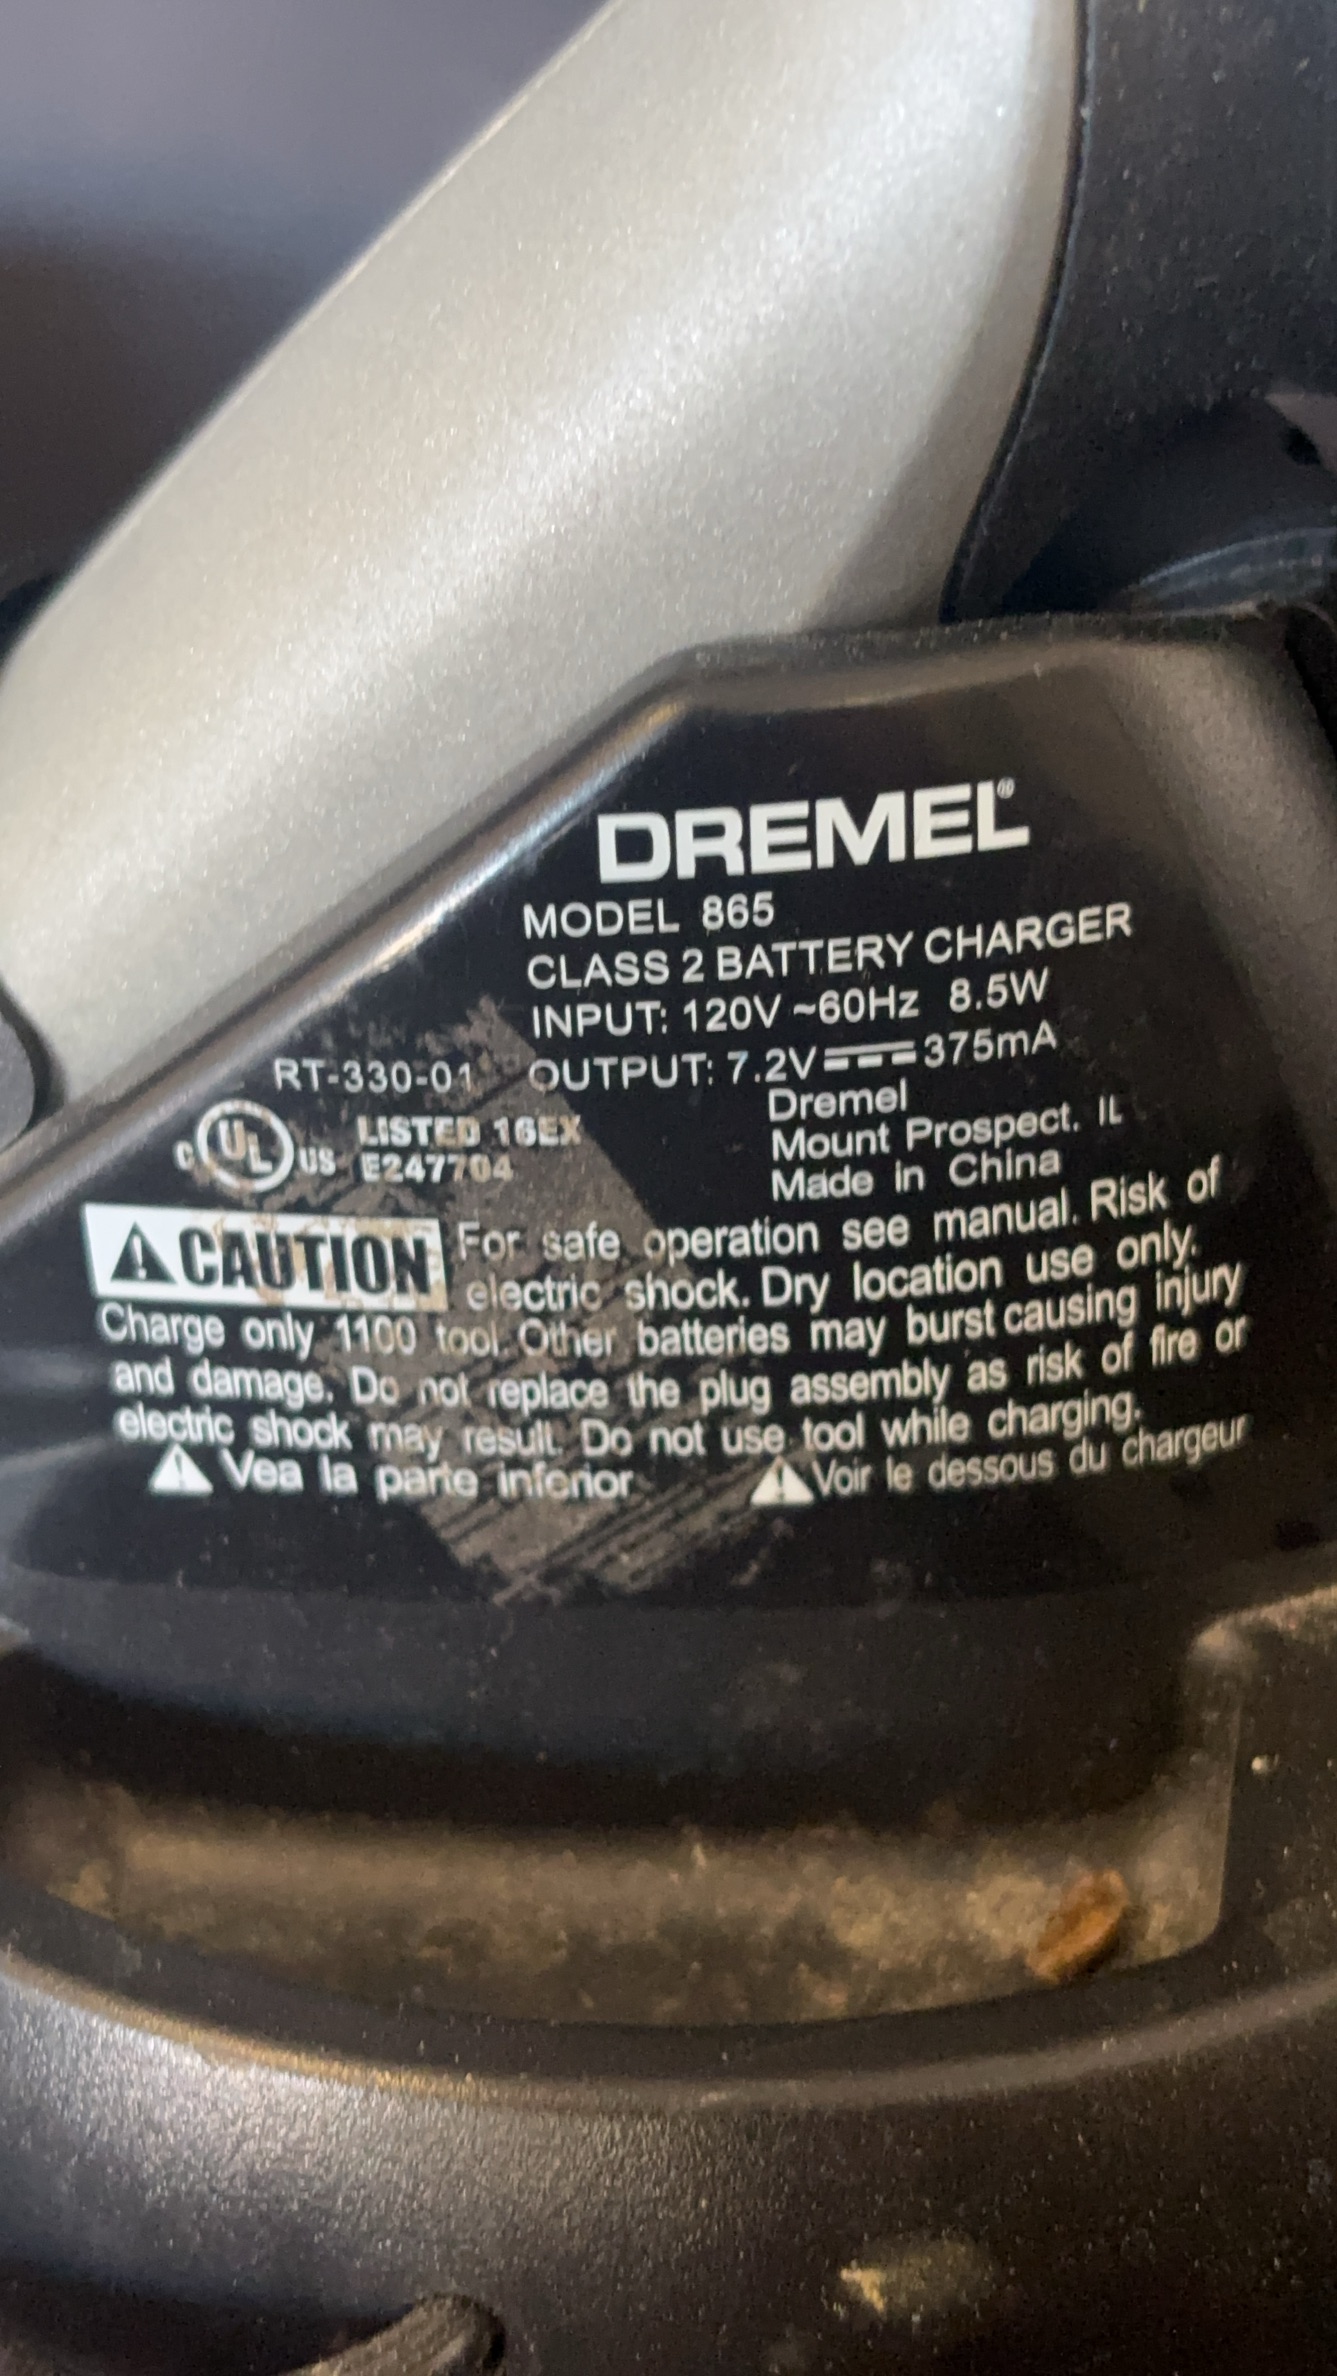 DREMEL®
MODEL 865
CLASS 2 BATTERY CHARGER
INPUT: 120V ~60Hz 8.5W
RT-330-01 OUTPUT: 7.2V⎓375mA
Dremel
Mount Prospect, IL
Made in China
C UL US LISTED 16EX
E247704
⚠CAUTION For safe operation see manual. Risk of
electric shock. Dry location use only.
Charge only 1100 tool. Other batteries may burst causing injury
and damage. Do not replace the plug assembly as risk of fire or
electric shock may result. Do not use tool while charging.
⚠ Vea la parte inferior ⚠Voir le dessous du chargeur